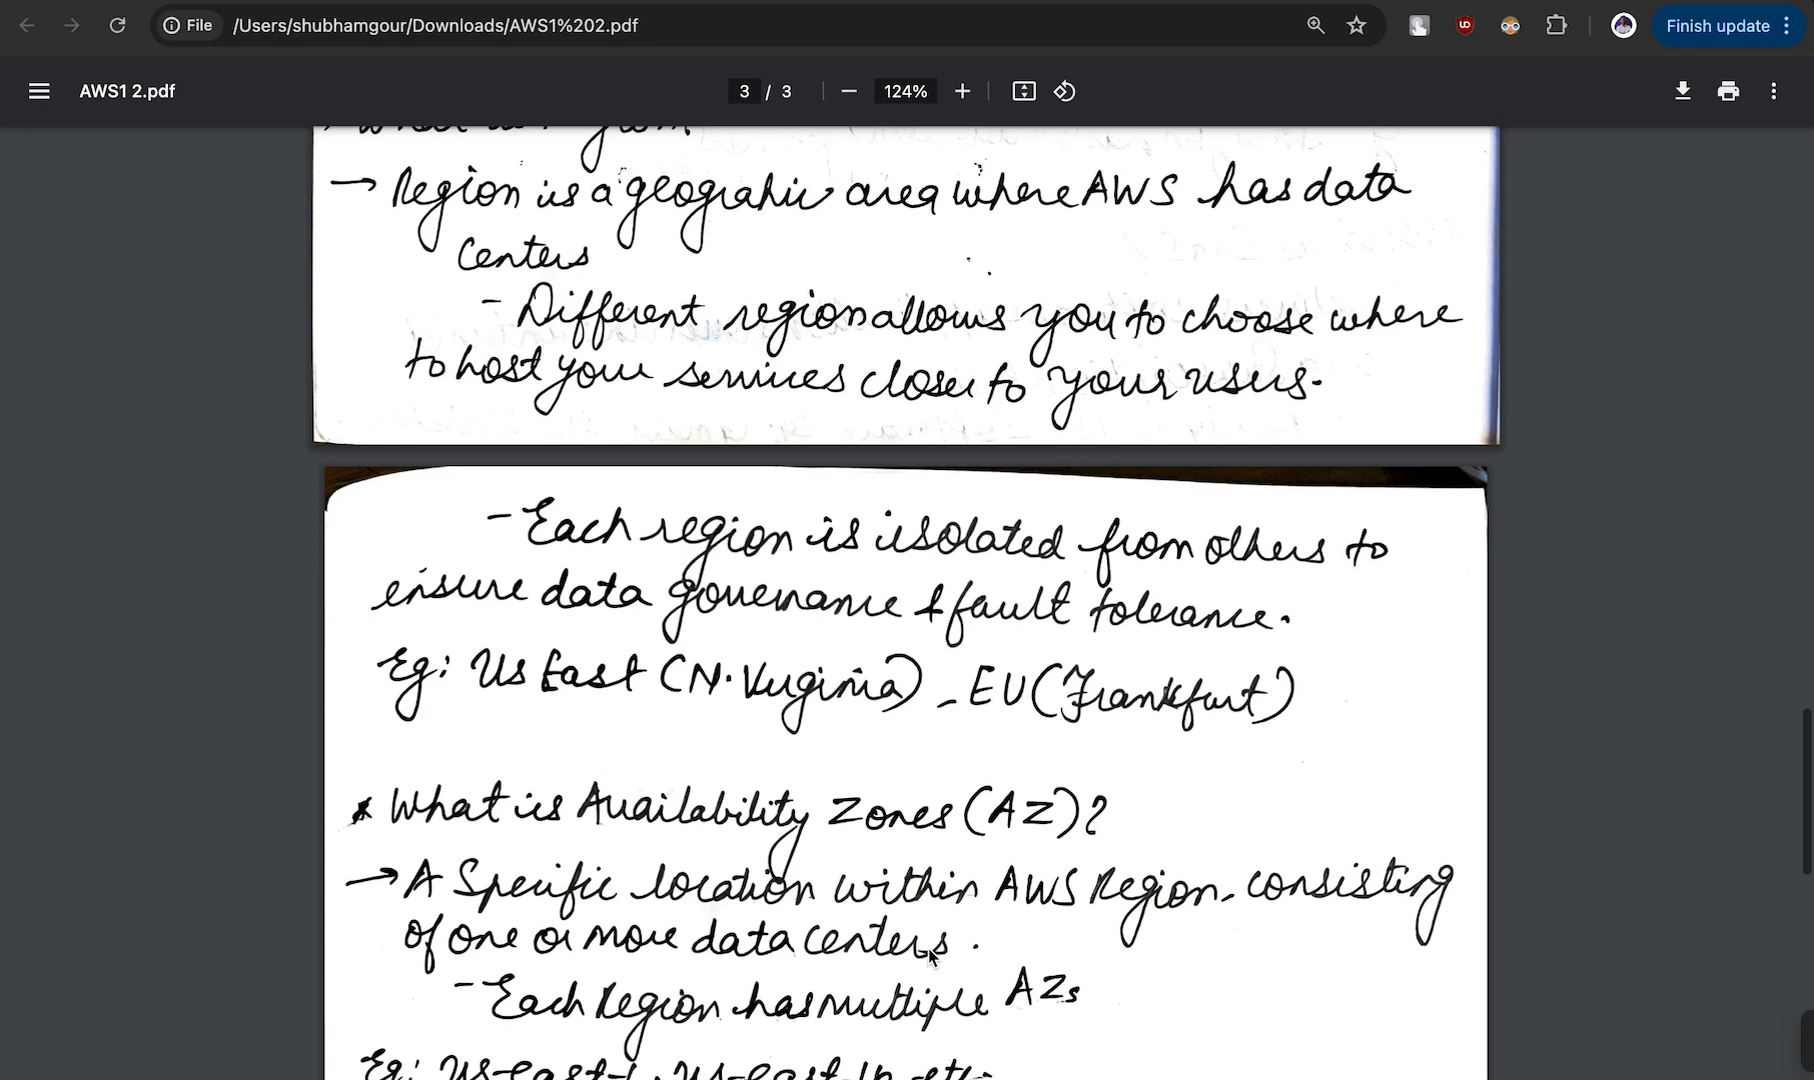 File /Users/shubhamgour/Downloads/AWS1%202.pdf
Finish update
AWS1 2.pdf
3 / 3
124%
→ Region is a geograhic area where AWS has data
Centers
- Different region allows you to choose where
to host your services closer to your users.
- Each region is isolated from others to
ensure data governance & fault tolerance.
Eg: US East (N. Virginia) - EU (Frankfurt)
* What is Availability Zones (AZ)?
→ A Specific location within AWS Region. consisting
of one or more data centers.
- Each Region has multiple AZs
Eg: us-east-1